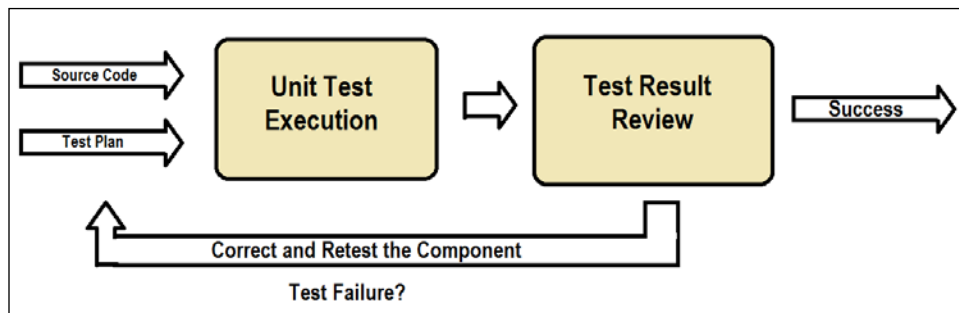 Source Code
Test Plan
Unit Test
Execution
Test Result
Review
Success
Correct and Retest the Component
Test Failure?